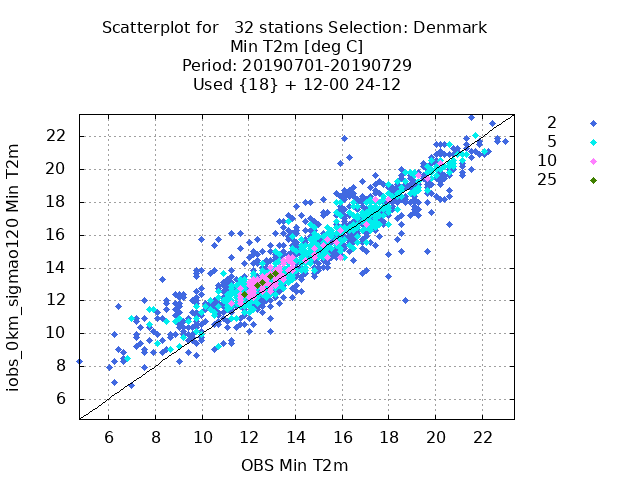 Scatterplot for   32 stations Selection: Denmark
Min T2m [deg C]
Period: 20190701-20190729
Used {18} + 12-00 24-12
iobs_0km_sigmao120 Min T2m
22
20
18
16
14
12
10
8
6
6 8 10 12 14 16 18 20 22
OBS Min T2m
2
5
10
25